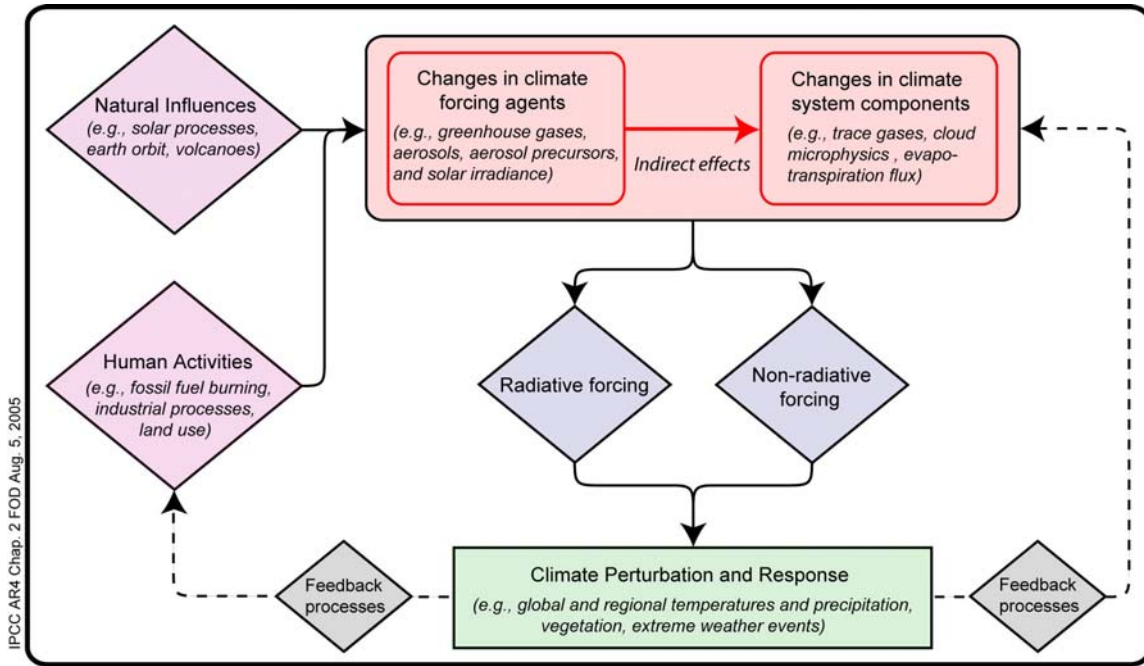 Natural Influences
(e.g., solar processes,
earth orbit, volcanoes)
Changes in climate
forcing agents
(e.g., greenhouse gases,
aerosols, aerosol precursors,
and solar irradiance)
Indirect effects
Changes in climate
system components
(e.g., trace gases, cloud
microphysics , evapo-
transpiration flux)
Human Activities
(e.g., fossil fuel burning,
industrial processes,
land use)
Radiative forcing
Non-radiative
forcing
Feedback
processes
Climate Perturbation and Response
(e.g., global and regional temperatures and precipitation,
vegetation, extreme weather events)
Feedback
processes
IPCC AR4 Chap. 2 FOD Aug. 5, 2005